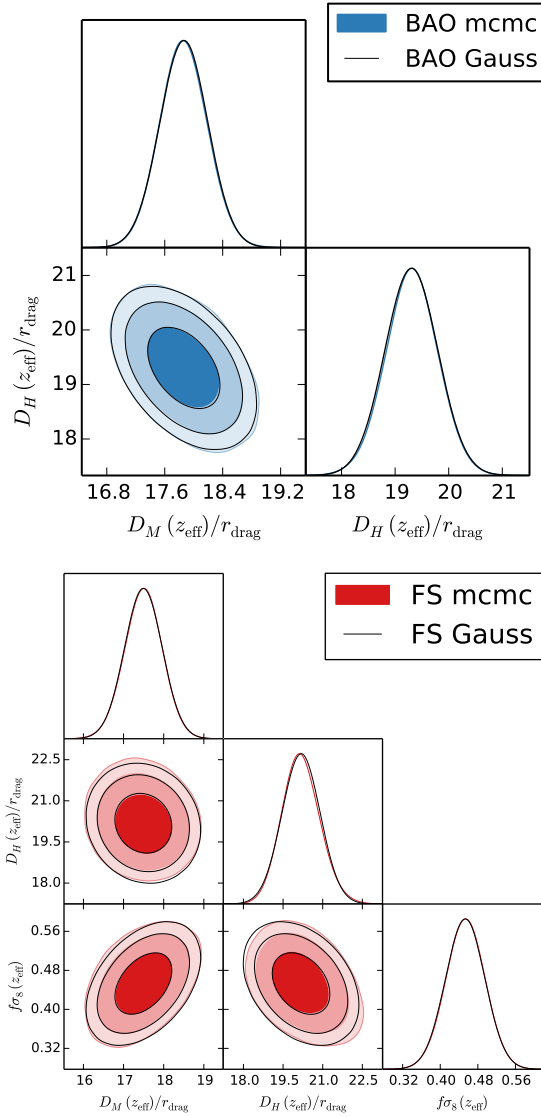 BAO mcmc
BAO Gauss
21
20
19
18
D_H (z_eff)/r_drag
16.8 17.6 18.4 19.2
18 19 20 21
D_M (z_eff)/r_drag
D_H (z_eff)/r_drag
FS mcmc
FS Gauss
22.5
21.0
19.5
18.0
D_H (z_eff)/r_drag
0.56
0.48
0.40
0.32
fσ_8 (z_eff)
16 17 18 19
18.0 19.5 21.0 22.5
0.32 0.40 0.48 0.56
D_M (z_eff)/r_drag
D_H (z_eff)/r_drag
fσ_8 (z_eff)